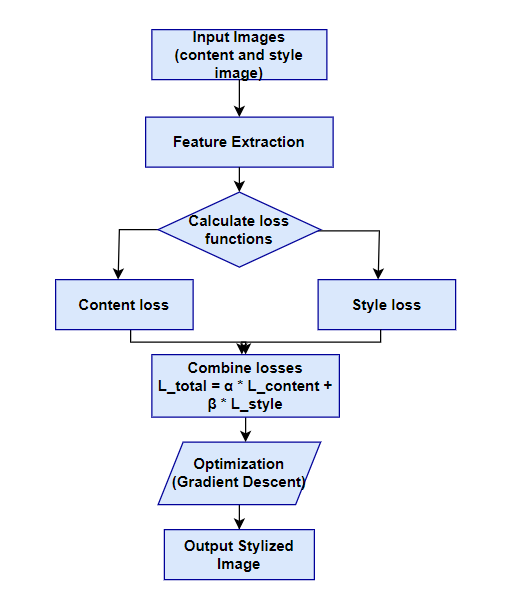 Input Images
(content and style
image)
Feature Extraction
Calculate loss
functions
Content loss
Style loss
Combine losses
L_total = α * L_content +
β * L_style
Optimization
(Gradient Descent)
Output Stylized
Image